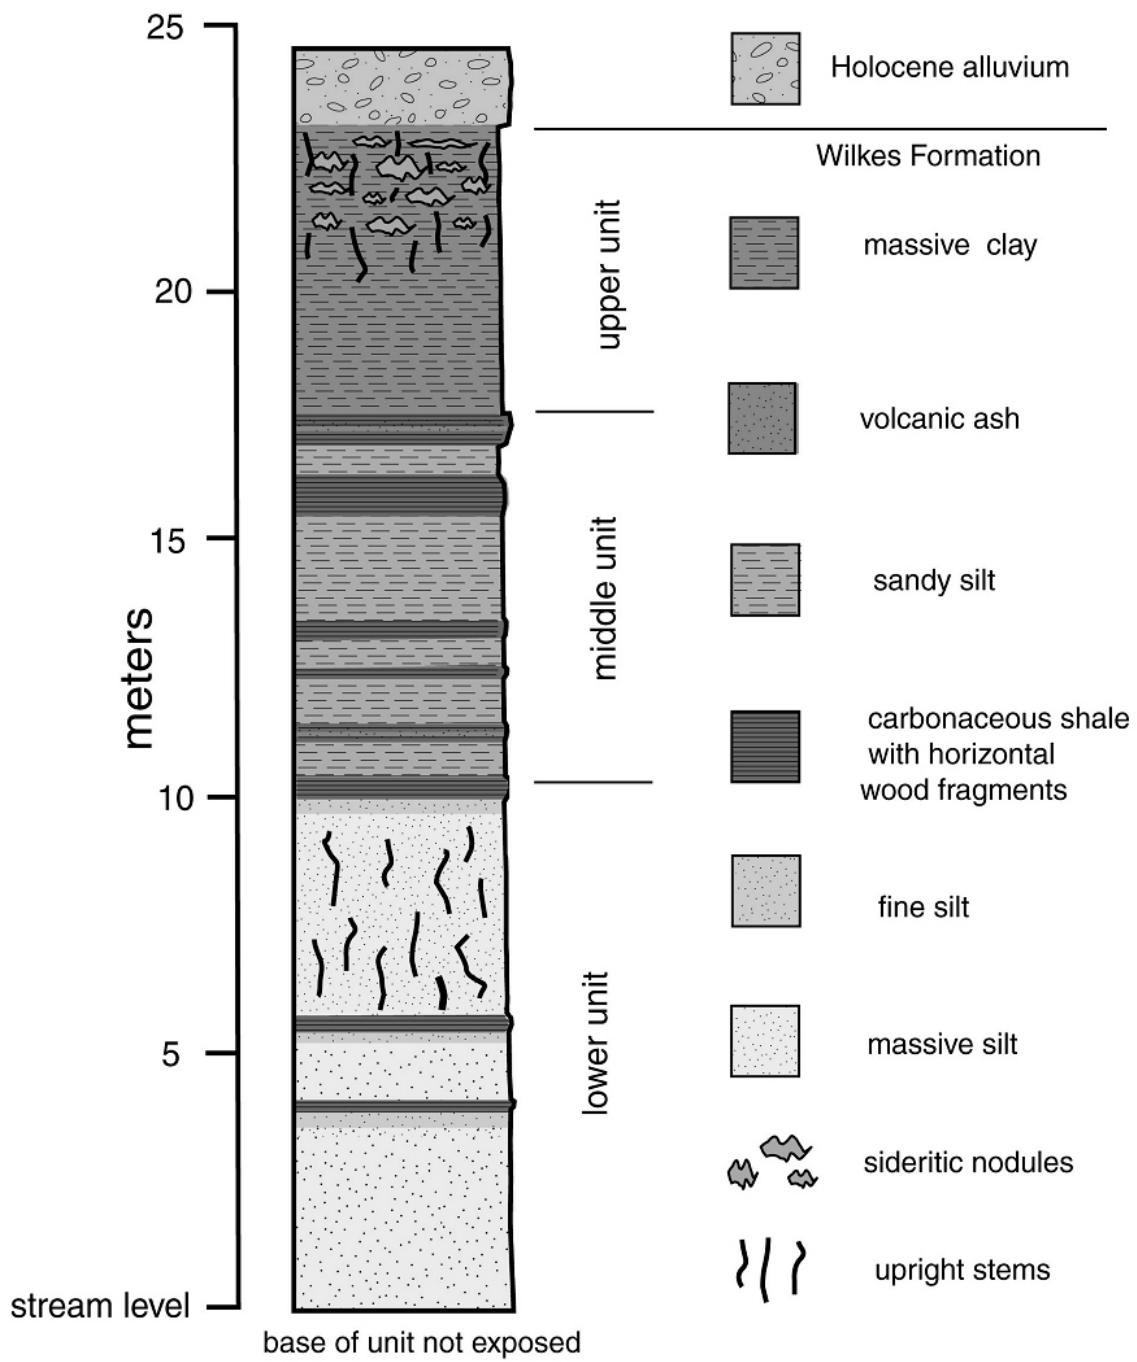 25
20
15
10
5
stream level
meters
base of unit not exposed
upper unit
middle unit
lower unit
Holocene alluvium
Wilkes Formation
massive clay
volcanic ash
sandy silt
carbonaceous shale
with horizontal
wood fragments
fine silt
massive silt
sideritic nodules
upright stems